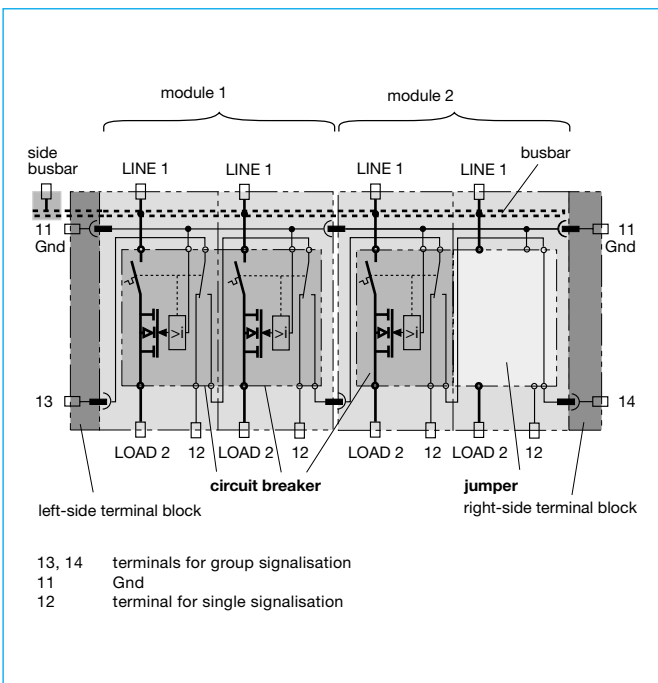 module 1
module 2
side
busbar
LINE 1 LINE 1 LINE 1 LINE 1
busbar
11
Gnd
11
Gnd
>i >i >i
13
14
LOAD 2 12 LOAD 2 12 LOAD 2 12 LOAD 2 12
circuit breaker
jumper
left-side terminal block
right-side terminal block
13, 14 terminals for group signalisation
11 Gnd
12 terminal for single signalisation